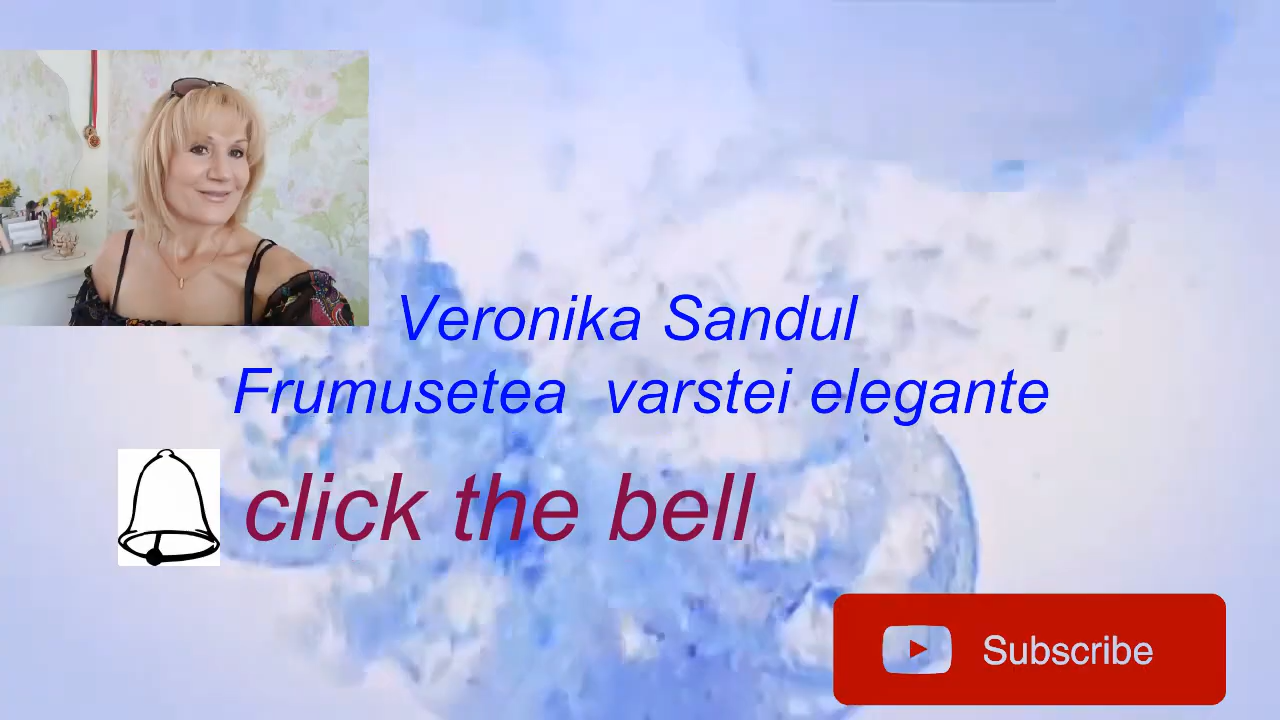 Veronika Sandul
Frumusetea varstei elegante
click the bell
Subscribe